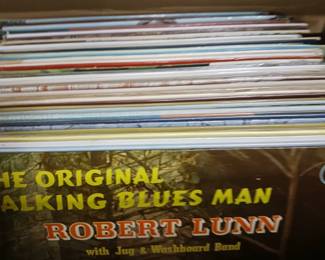 HE ORIGINAL
ALKING BLUES MAN
ROBERT LUNN
with Jug & Washboard Band